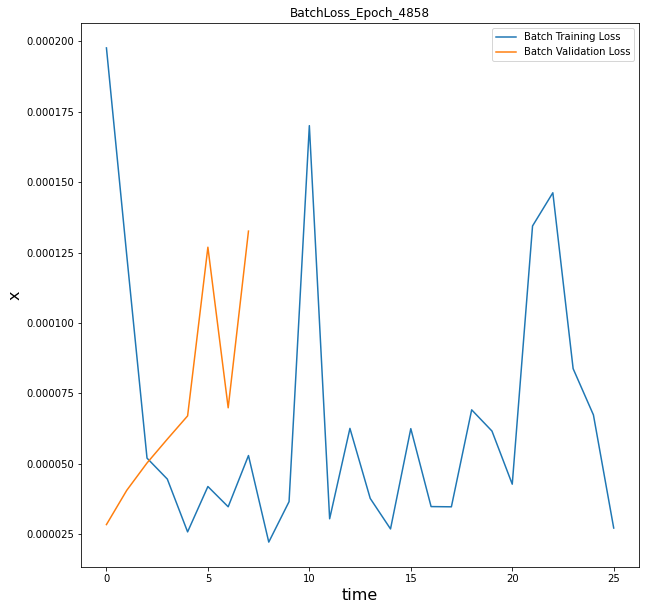 BatchLoss_Epoch_4858
Batch Training Loss
Batch Validation Loss
0.000200
0.000175
0.000150
0.000125
0.000100
0.000075
0.000050
0.000025
x
0 5 10 15 20 25
time